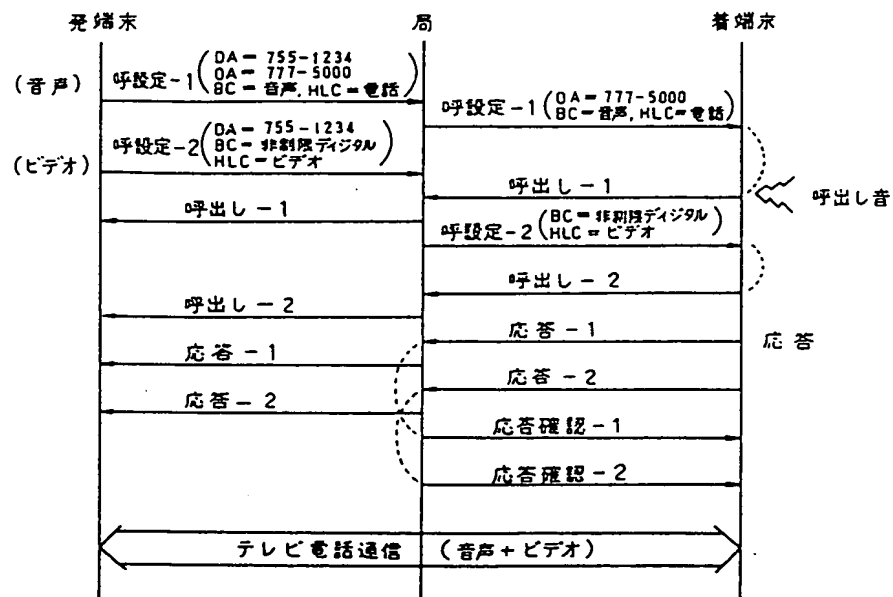 発端末 局 着端末
(音声) 呼設定-1 (DA = 755-1234
OA = 777-5000
BC = 音声, HLC = 電話)
呼設定-1 (OA = 777-5000
BC = 音声, HLC = 電話)
(ビデオ) 呼設定-2 (DA = 755-1234
BC = 非制限ディジタル
HLC = ビデオ)
呼出し-1
呼出し音
呼出し-1
呼設定-2 (BC = 非制限ディジタル
HLC = ビデオ)
呼出し-2
呼出し-2
応答-1
応答
応答-1
応答-2
応答-2
応答確認-1
応答確認-2
テレビ電話通信 (音声+ビデオ)